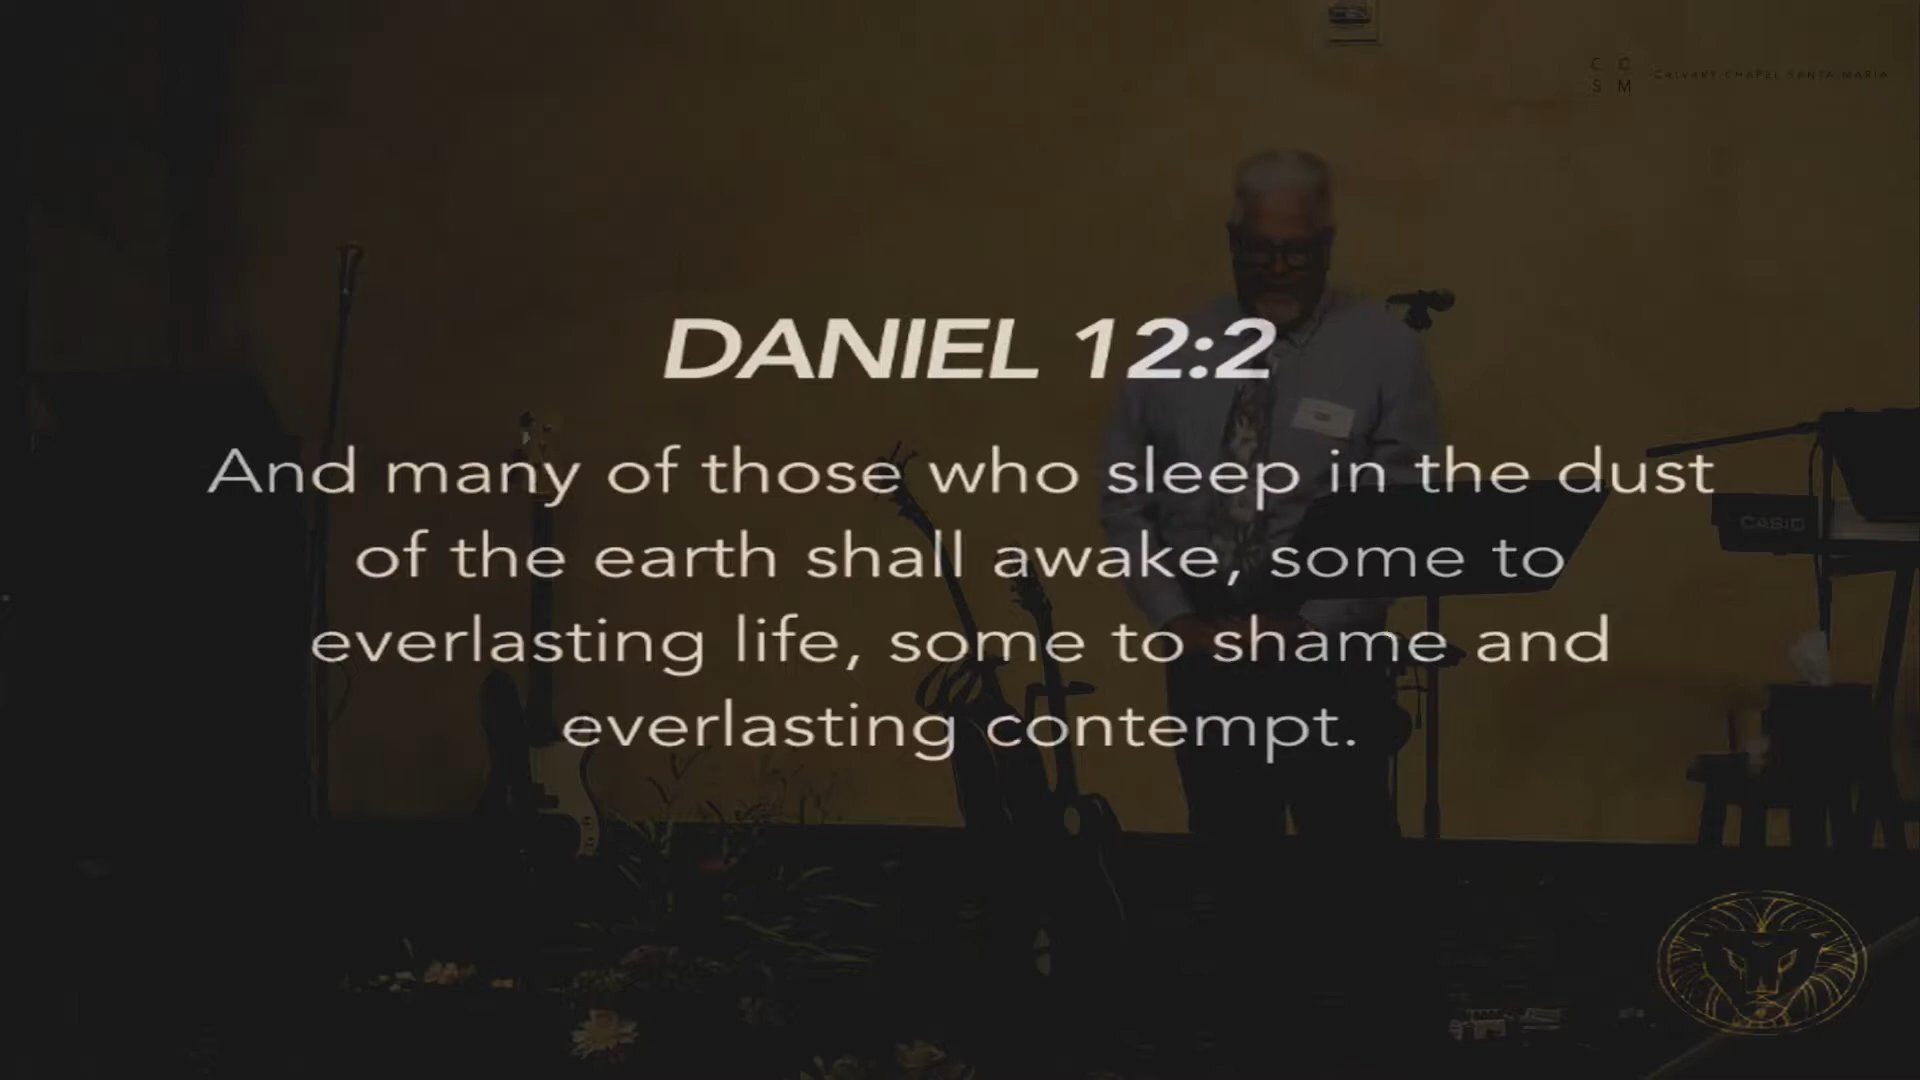 C C
S M
CALVARY CHAPEL SANTA MARIA
DANIEL 12:2
And many of those who sleep in the dust
of the earth shall awake, some to
everlasting life, some to shame and
everlasting contempt.
CASIO